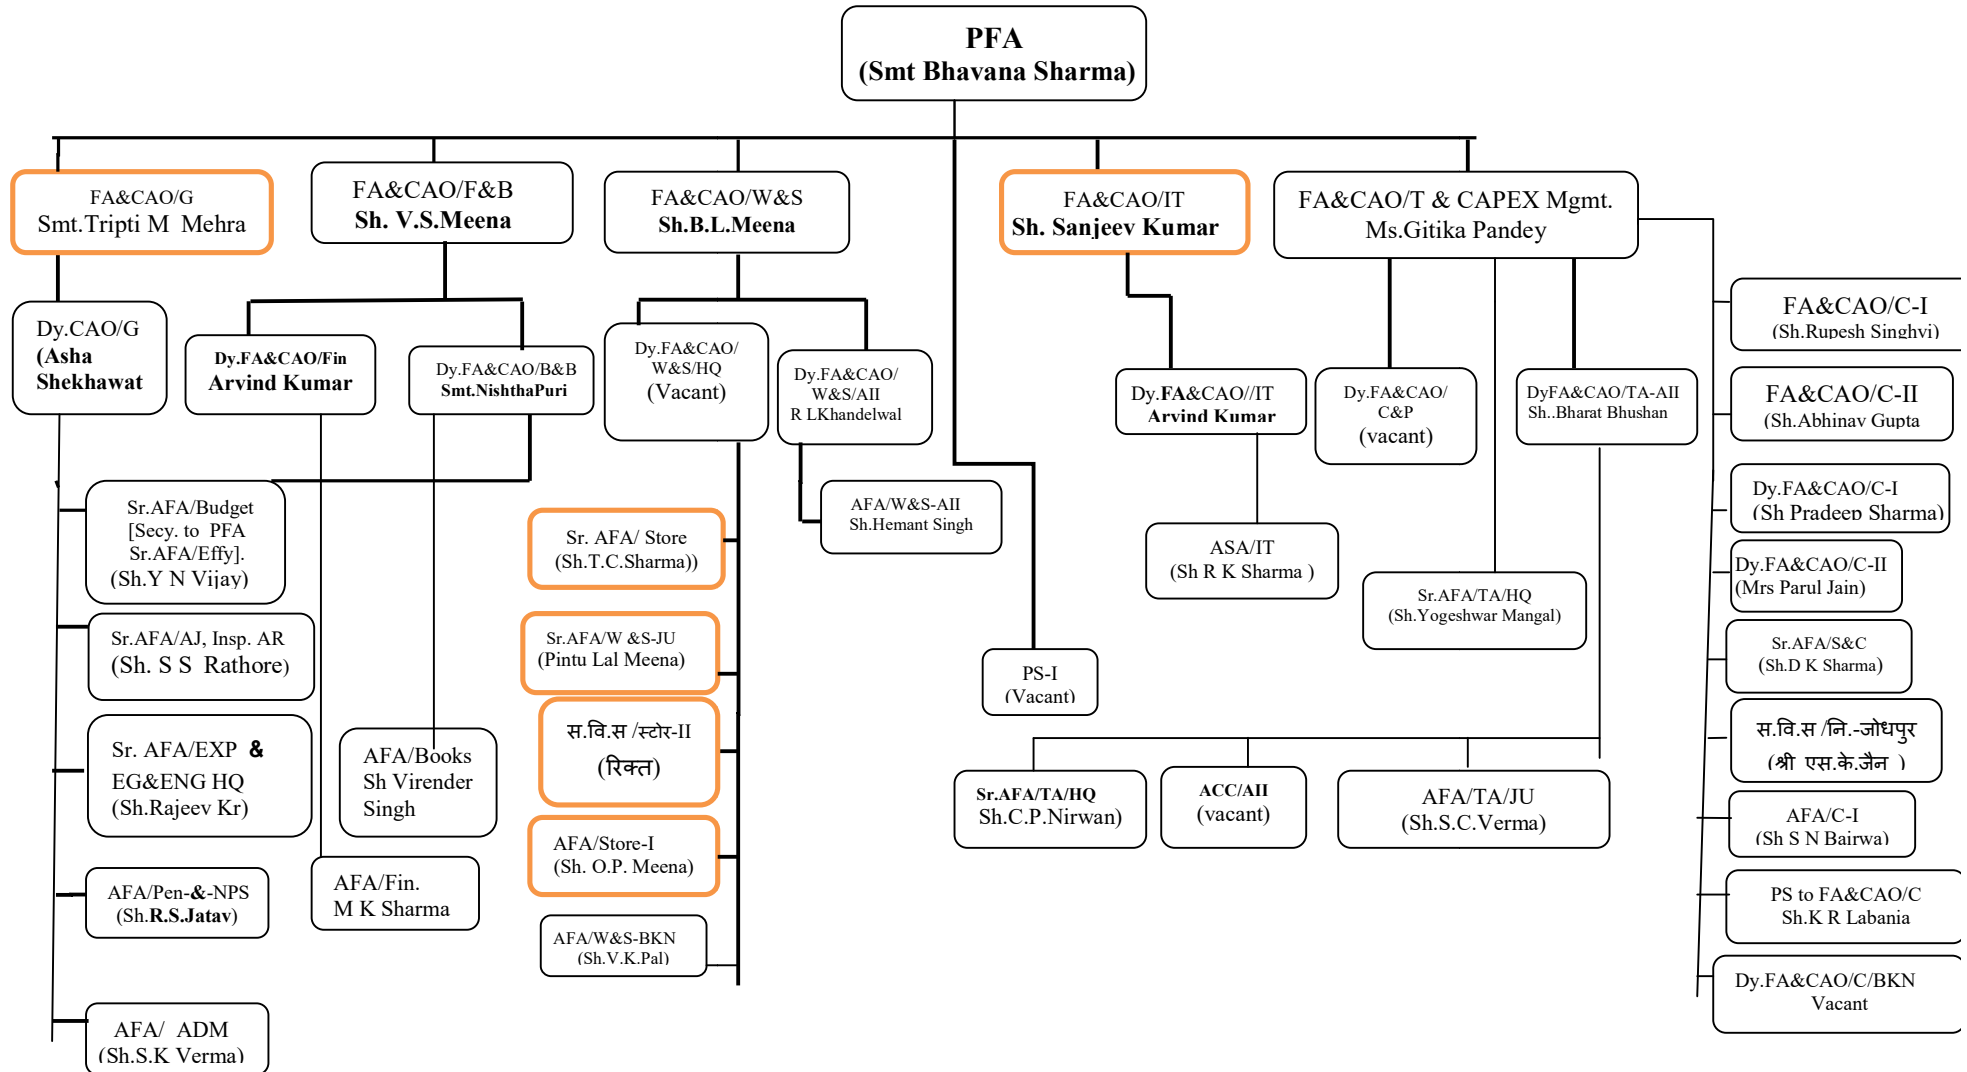 PFA
(Smt Bhavana Sharma)
FA&CAO/G
Smt.Tripti M Mehra
FA&CAO/F&B
Sh. V.S.Meena
FA&CAO/W&S
Sh.B.L.Meena
FA&CAO/IT
Sh. Sanjeev Kumar
FA&CAO/T & CAPEX Mgmt.
Ms.Gitika Pandey
Dy.CAO/G
(Asha
Shekhawat
Dy.FA&CAO/Fin
Arvind Kumar
Dy.FA&CAO/B&B
Smt.NishthaPuri
Dy.FA&CAO/
W&S/HQ
(Vacant)
Dy.FA&CAO/
W&S/AII
R LKhandelwal
Dy.FA&CAO//IT
Arvind Kumar
Dy.FA&CAO/
C&P
(vacant)
DyFA&CAO/TA-AII
Sh..Bharat Bhushan
FA&CAO/C-I
(Sh.Rupesh Singhvi)
FA&CAO/C-II
(Sh.Abhinav Gupta
Dy.FA&CAO/C-I
(Sh Pradeep Sharma)
Dy.FA&CAO/C-II
(Mrs Parul Jain)
Sr.AFA/S&C
(Sh.D K Sharma)
स.वि.स /नि.-जोधपुर
(श्री एस.के.जैन )
AFA/C-I
(Sh S N Bairwa)
PS to FA&CAO/C
Sh.K R Labania
Dy.FA&CAO/C/BKN
Vacant
Sr.AFA/Budget
[Secy. to PFA
Sr.AFA/Effy].
(Sh.Y N Vijay)
Sr.AFA/AJ, Insp. AR
(Sh. S S Rathore)
Sr. AFA/EXP &
EG&ENG HQ
(Sh.Rajeev Kr)
AFA/Pen-&-NPS
(Sh.R.S.Jatav)
AFA/ ADM
(Sh.S.K Verma)
AFA/Books
Sh Virender
Singh
AFA/Fin.
M K Sharma
Sr. AFA/ Store
(Sh.T.C.Sharma))
Sr.AFA/W &S-JU
(Pintu Lal Meena)
स.वि.स /स्टोर-II
(रिक्त)
AFA/Store-I
(Sh. O.P. Meena)
AFA/W&S-BKN
(Sh.V.K.Pal)
AFA/W&S-AII
Sh.Hemant Singh
PS-I
(Vacant)
ASA/IT
(Sh R K Sharma )
Sr.AFA/TA/HQ
(Sh.Yogeshwar Mangal)
Sr.AFA/TA/HQ
Sh.C.P.Nirwan)
ACC/AII
(vacant)
AFA/TA/JU
(Sh.S.C.Verma)